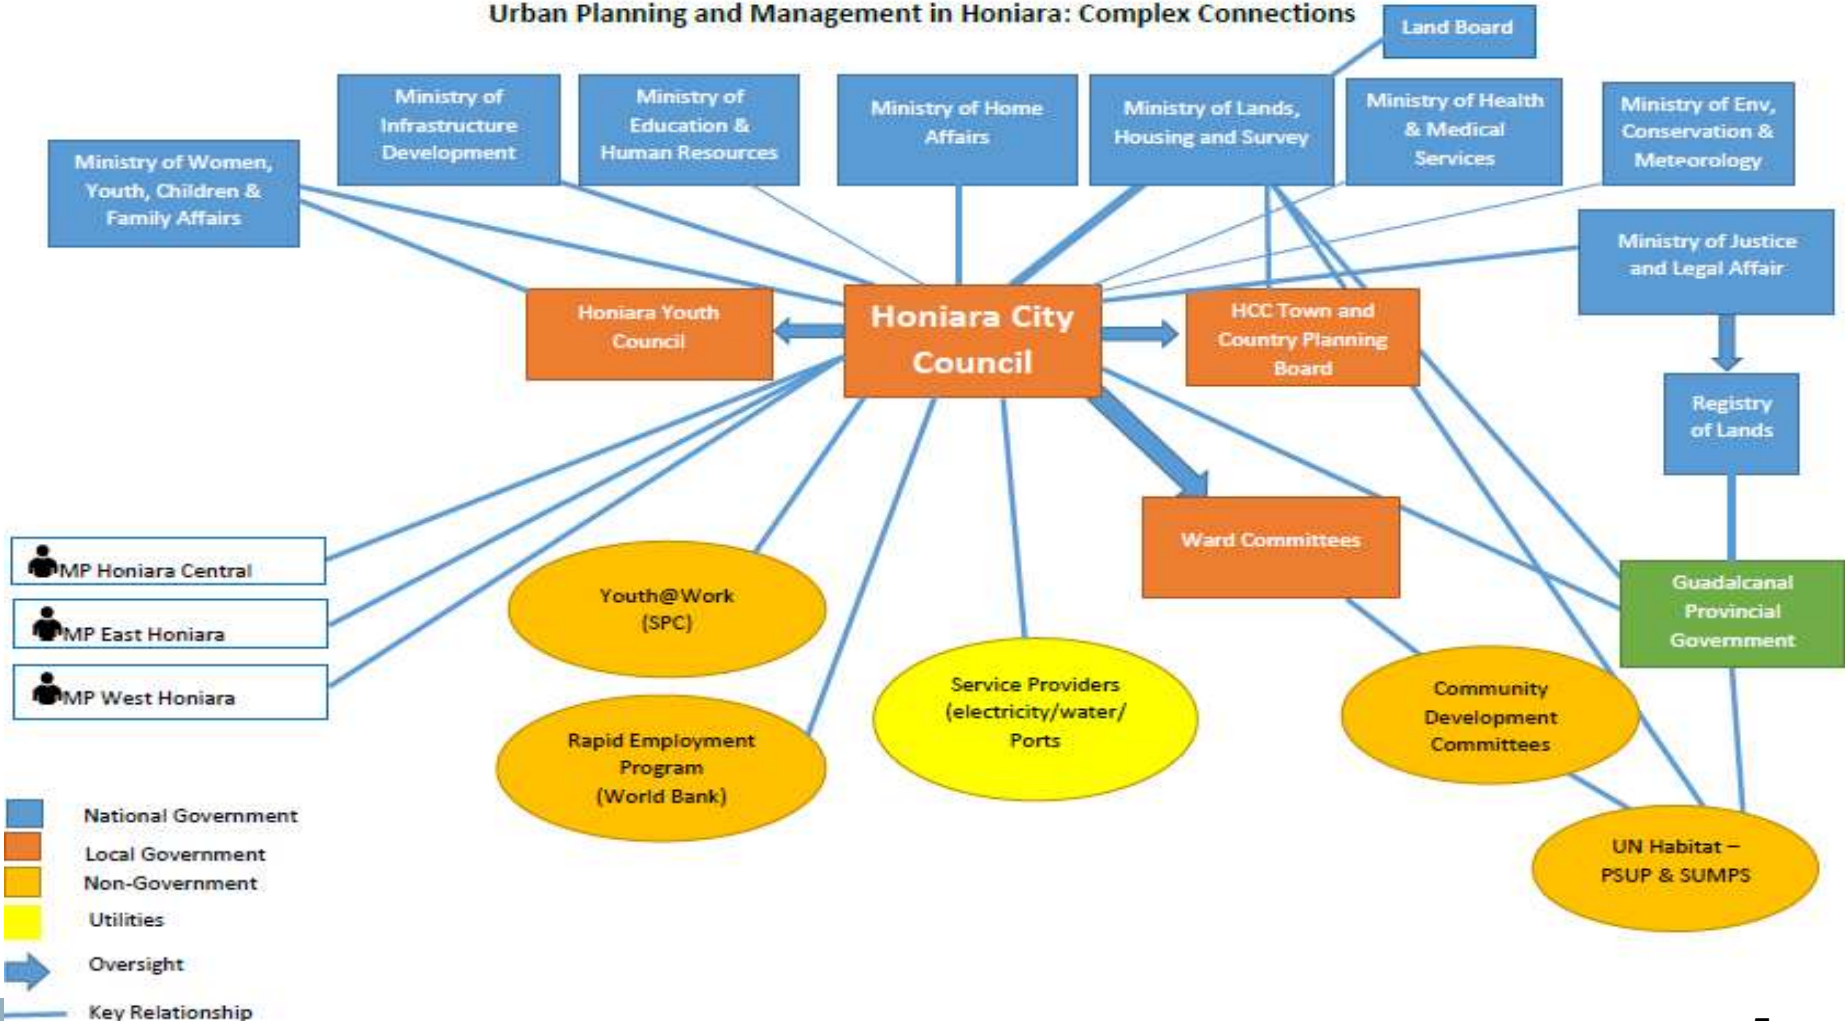 Urban Planning and Management in Honiara: Complex Connections
Land Board
Ministry of
Infrastructure
Development
Ministry of
Education &
Human Resources
Ministry of Home
Affairs
Ministry of Lands,
Housing and Survey
Ministry of Health
& Medical
Services
Ministry of Env,
Conservation &
Meteorology
Ministry of Women,
Youth, Children &
Family Affairs
Ministry of Justice
and Legal Affair
Honiara Youth
Council
Honiara City
Council
HCC Town and
Country Planning
Board
Registry
of Lands
Ward Committees
MP Honiara Central
MP East Honiara
MP West Honiara
Youth@Work
(SPC)
Guadalcanal
Provincial
Government
Service Providers
(electricity/water/
Ports
Community
Development
Committees
Rapid Employment
Program
(World Bank)
UN Habitat –
PSUP & SUMPS
National Government
Local Government
Non-Government
Utilities
Oversight
Key Relationship